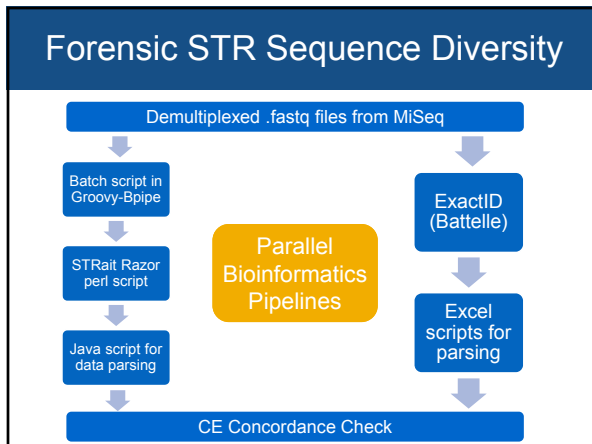 Forensic STR Sequence Diversity
Demultiplexed .fastq files from MiSeq
Batch script in
Groovy-Bpipe
STRait Razor
perl script
Java script for
data parsing
Parallel
Bioinformatics
Pipelines
ExactID
(Battelle)
Excel
scripts for
parsing
CE Concordance Check